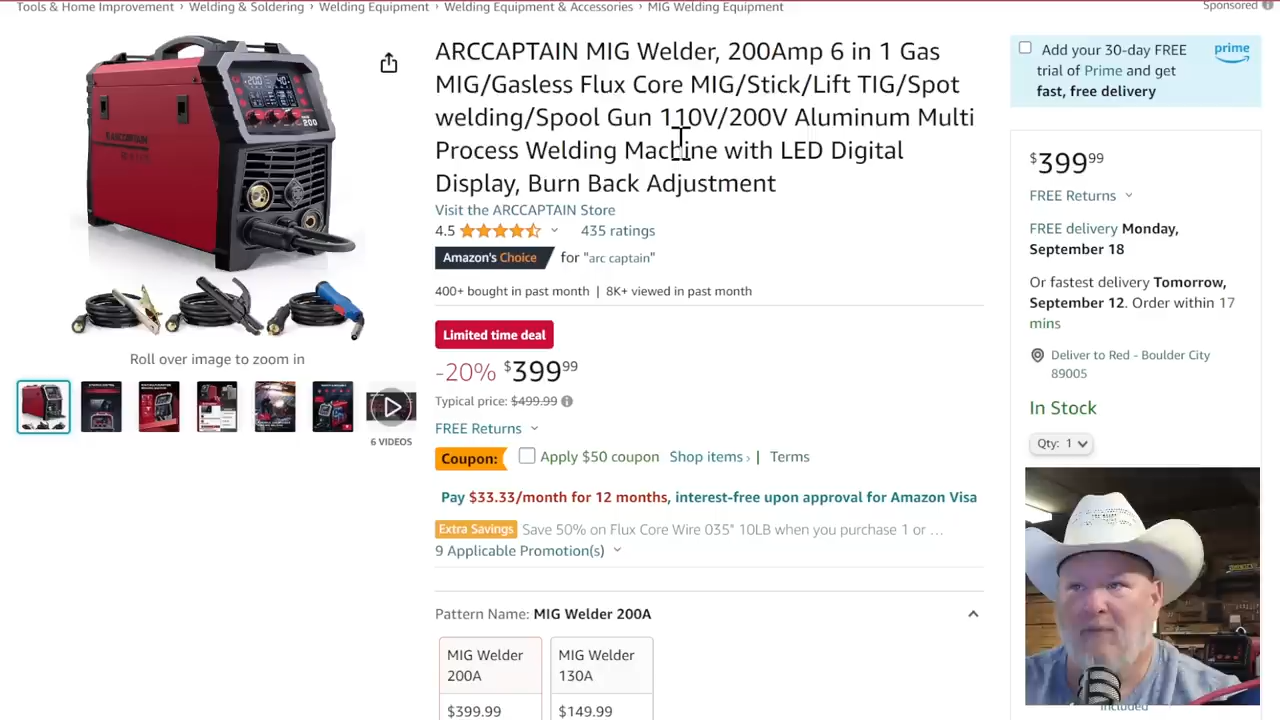 Tools & Home Improvement › Welding & Soldering › Welding Equipment › Welding Equipment & Accessories › MIG Welding Equipment
Sponsored
ARCCAPTAIN MIG Welder, 200Amp 6 in 1 Gas
MIG/Gasless Flux Core MIG/Stick/Lift TIG/Spot
welding/Spool Gun 110V/200V Aluminum Multi
Process Welding Machine with LED Digital
Display, Burn Back Adjustment
Visit the ARCCAPTAIN Store
4.5 435 ratings
Amazon's Choice for "arc captain"
400+ bought in past month | 8K+ viewed in past month
Limited time deal
-20% $399 99
Typical price: $499.99
FREE Returns
Coupon: Apply $50 coupon Shop items › | Terms
Pay $33.33/month for 12 months, interest-free upon approval for Amazon Visa
Extra Savings Save 50% on Flux Core Wire 035" 10LB when you purchase 1 or …
9 Applicable Promotion(s)
Pattern Name: MIG Welder 200A
MIG Welder
200A
$399.99
MIG Welder
130A
$149.99
Roll over image to zoom in
6 VIDEOS
Add your 30-day FREE
trial of Prime and get
fast, free delivery
prime
$399 99
FREE Returns
FREE delivery Monday,
September 18
Or fastest delivery Tomorrow,
September 12. Order within 17
mins
Deliver to Red - Boulder City
89005
In Stock
Qty: 1
included